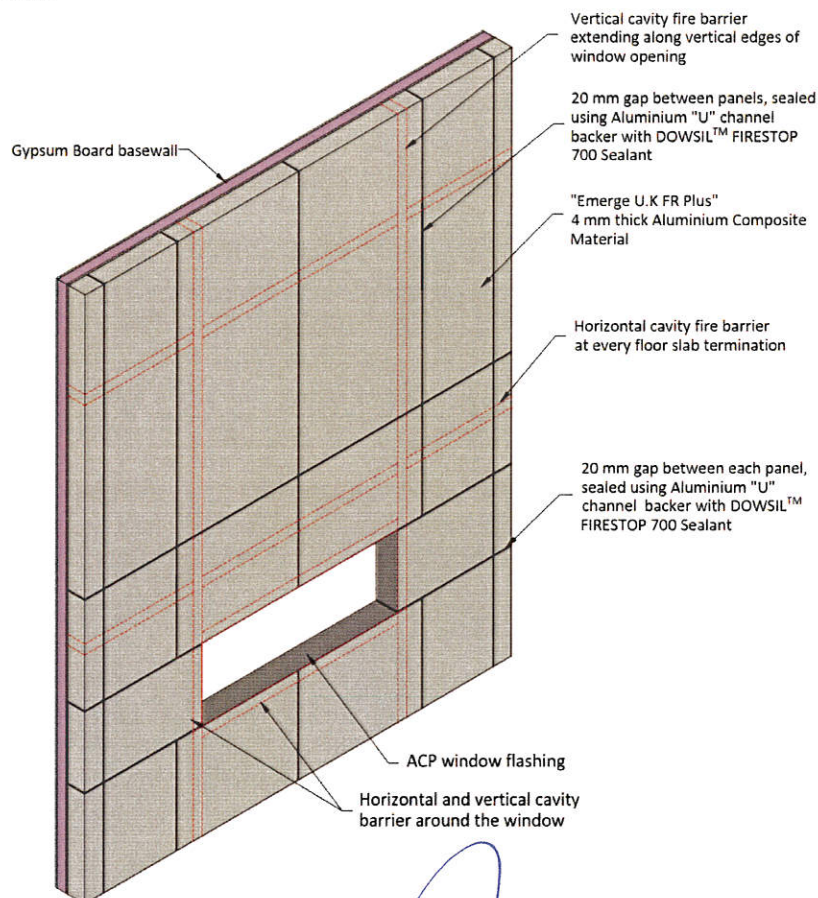 Vertical cavity fire barrier
extending along vertical edges of
window opening
20 mm gap between panels, sealed
using Aluminium "U" channel
backer with DOWSIL™ FIRESTOP
700 Sealant
Gypsum Board basewall
"Emerge U.K FR Plus"
4 mm thick Aluminium Composite
Material
Horizontal cavity fire barrier
at every floor slab termination
20 mm gap between each panel,
sealed using Aluminium "U"
channel backer with DOWSIL™
FIRESTOP 700 Sealant
ACP window flashing
Horizontal and vertical cavity
barrier around the window